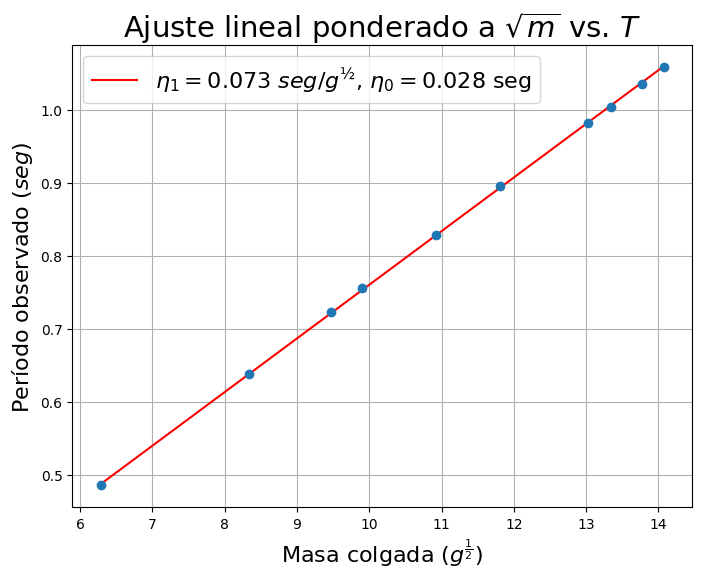 Ajuste lineal ponderado a √m vs. T
η₁ = 0.073 seg/g^½, η₀ = 0.028 seg
Período observado (seg)
1.0
0.9
0.8
0.7
0.6
0.5
6 7 8 9 10 11 12 13 14
Masa colgada (g^½)